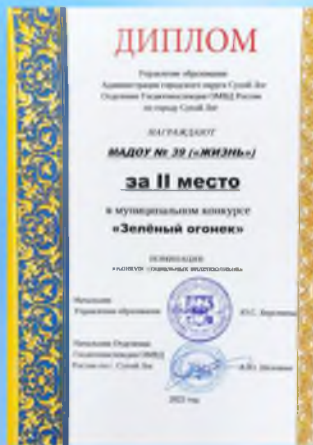 ДИПЛОМ
Управление образования
Администрации городского округа Сухой Лог
Отделение Госавтоинспекции ОМВД России
по городу Сухой Лог
НАГРАЖДАЮТ
МАДОУ № 39 («ЖИЗНЬ»)
за II место
в муниципальном конкурсе
«Зелёный огонек»
НОМИНАЦИЯ
Начальник
Управления образования
Ю.С.
Начальник Отделения
Госавтоинспекции ОМВД
России по г. Сухой Лог